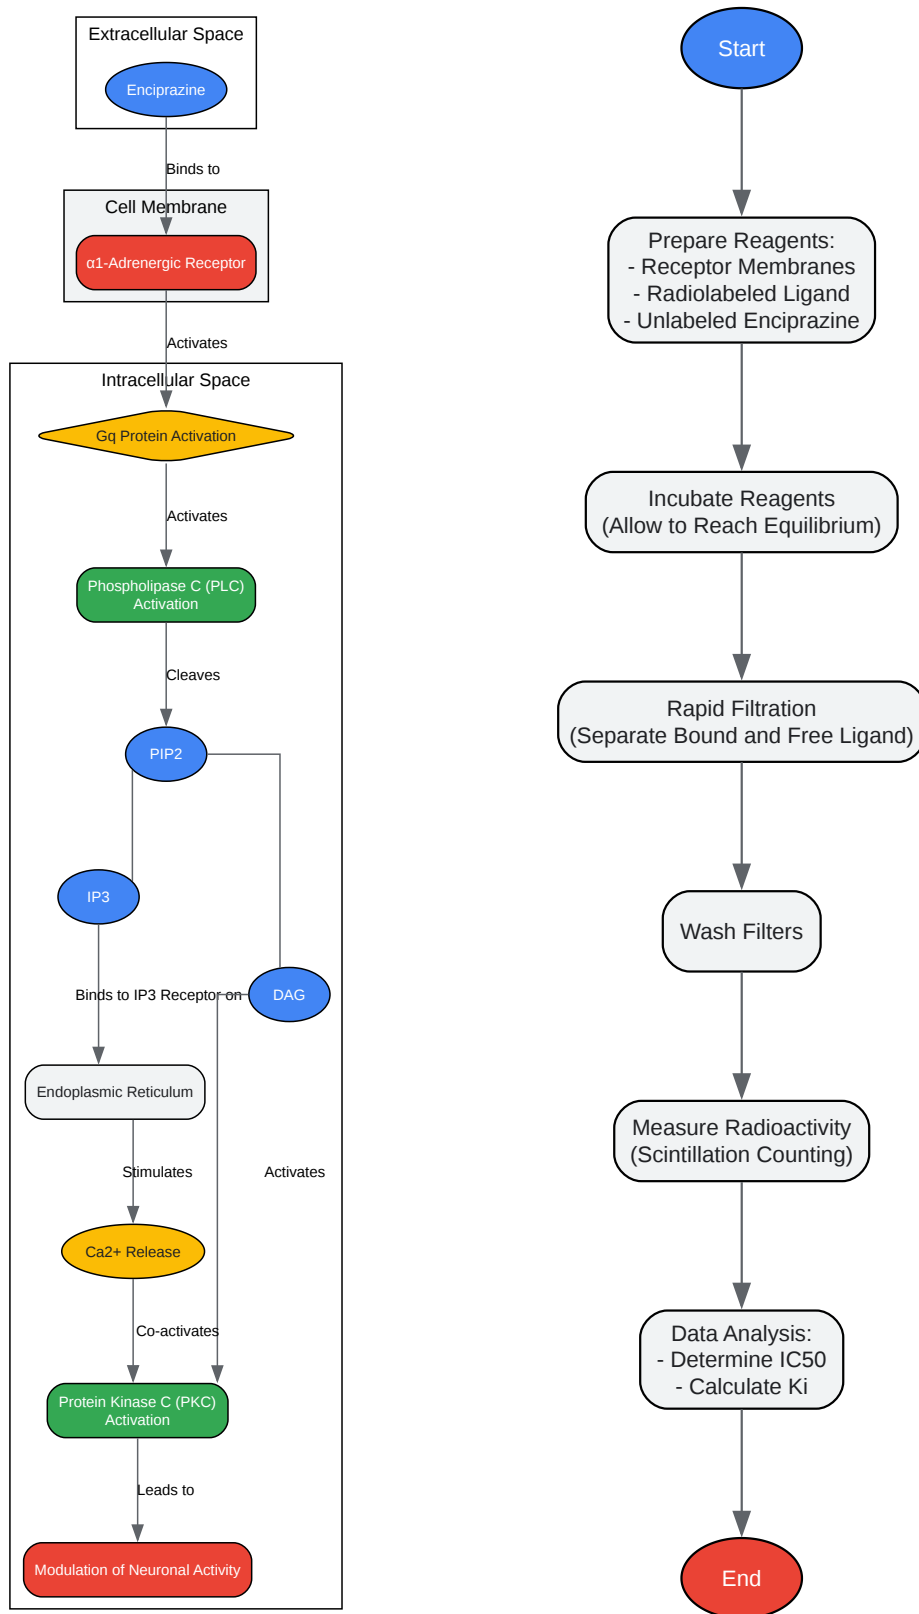 Extracellular Space
Enciprazine
Binds to
Cell Membrane
α1-Adrenergic Receptor
Activates
Intracellular Space
Gq Protein Activation
Activates
Phospholipase C (PLC)
Activation
Cleaves
PIP2
IP3
Binds to IP3 Receptor on
DAG
Endoplasmic Reticulum
Stimulates
Activates
Ca2+ Release
Co-activates
Protein Kinase C (PKC)
Activation
Leads to
Modulation of Neuronal Activity
Start
Prepare Reagents:
- Receptor Membranes
- Radiolabeled Ligand
- Unlabeled Enciprazine
Incubate Reagents
(Allow to Reach Equilibrium)
Rapid Filtration
(Separate Bound and Free Ligand)
Wash Filters
Measure Radioactivity
(Scintillation Counting)
Data Analysis:
- Determine IC50
- Calculate Ki
End